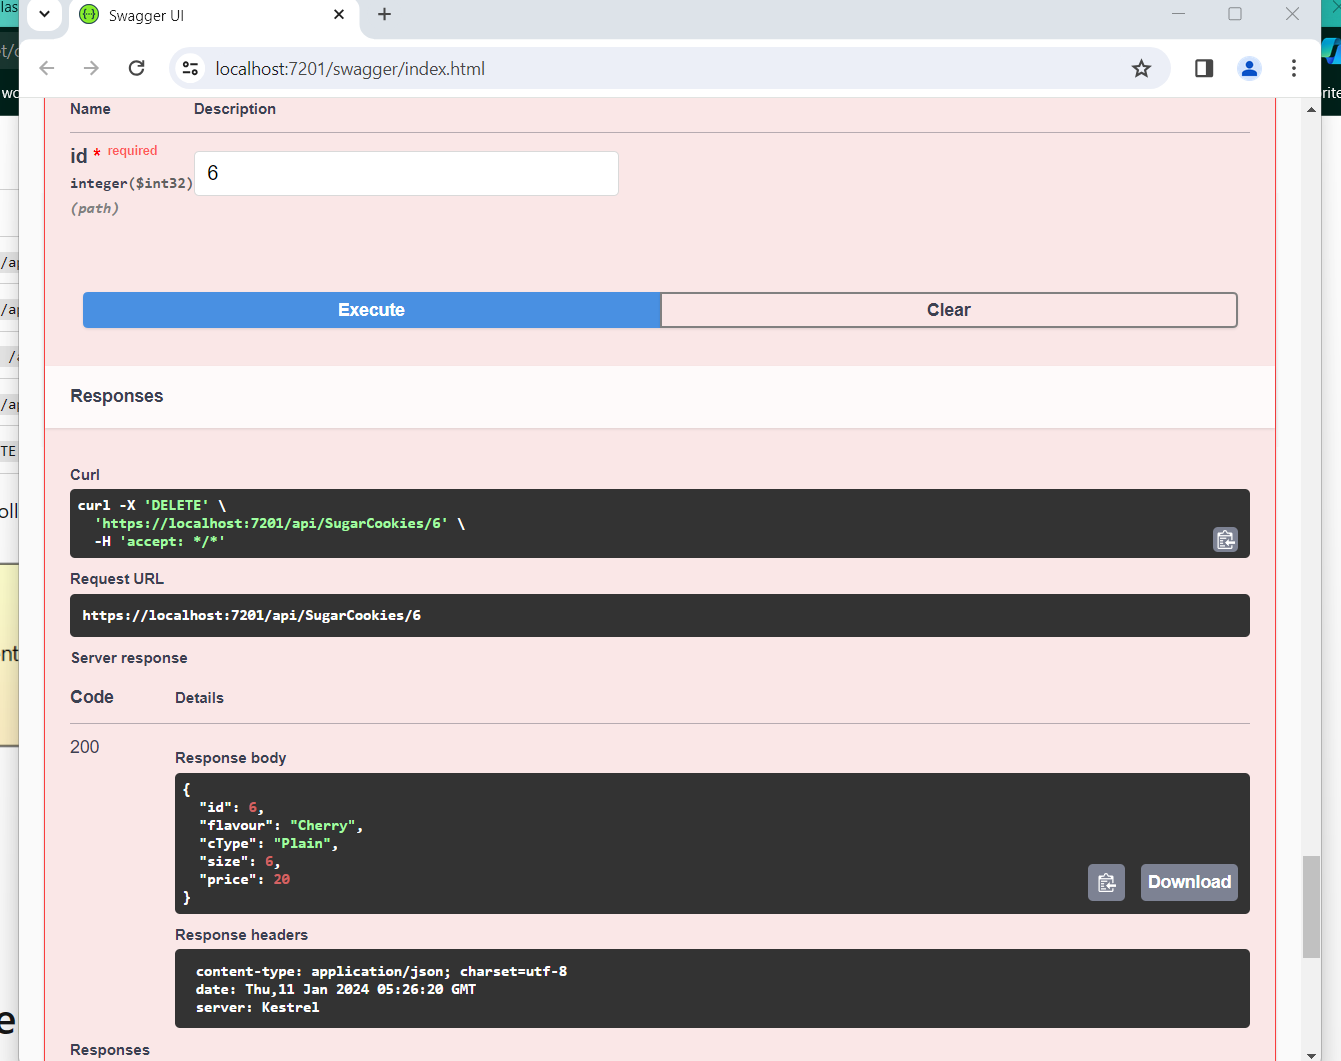 Swagger UI
localhost:7201/swagger/index.html
Name Description
id * required
integer($int32)
(path)
6
Execute Clear
Responses
Curl
curl -X 'DELETE' \
'https://localhost:7201/api/SugarCookies/6' \
-H 'accept: */*'
Request URL
https://localhost:7201/api/SugarCookies/6
Server response
Code Details
200
Response body
{
"id": 6,
"flavour": "Cherry",
"cType": "Plain",
"size": 6,
"price": 20
}
Download
Response headers
content-type: application/json; charset=utf-8
date: Thu,11 Jan 2024 05:26:20 GMT
server: Kestrel
Responses